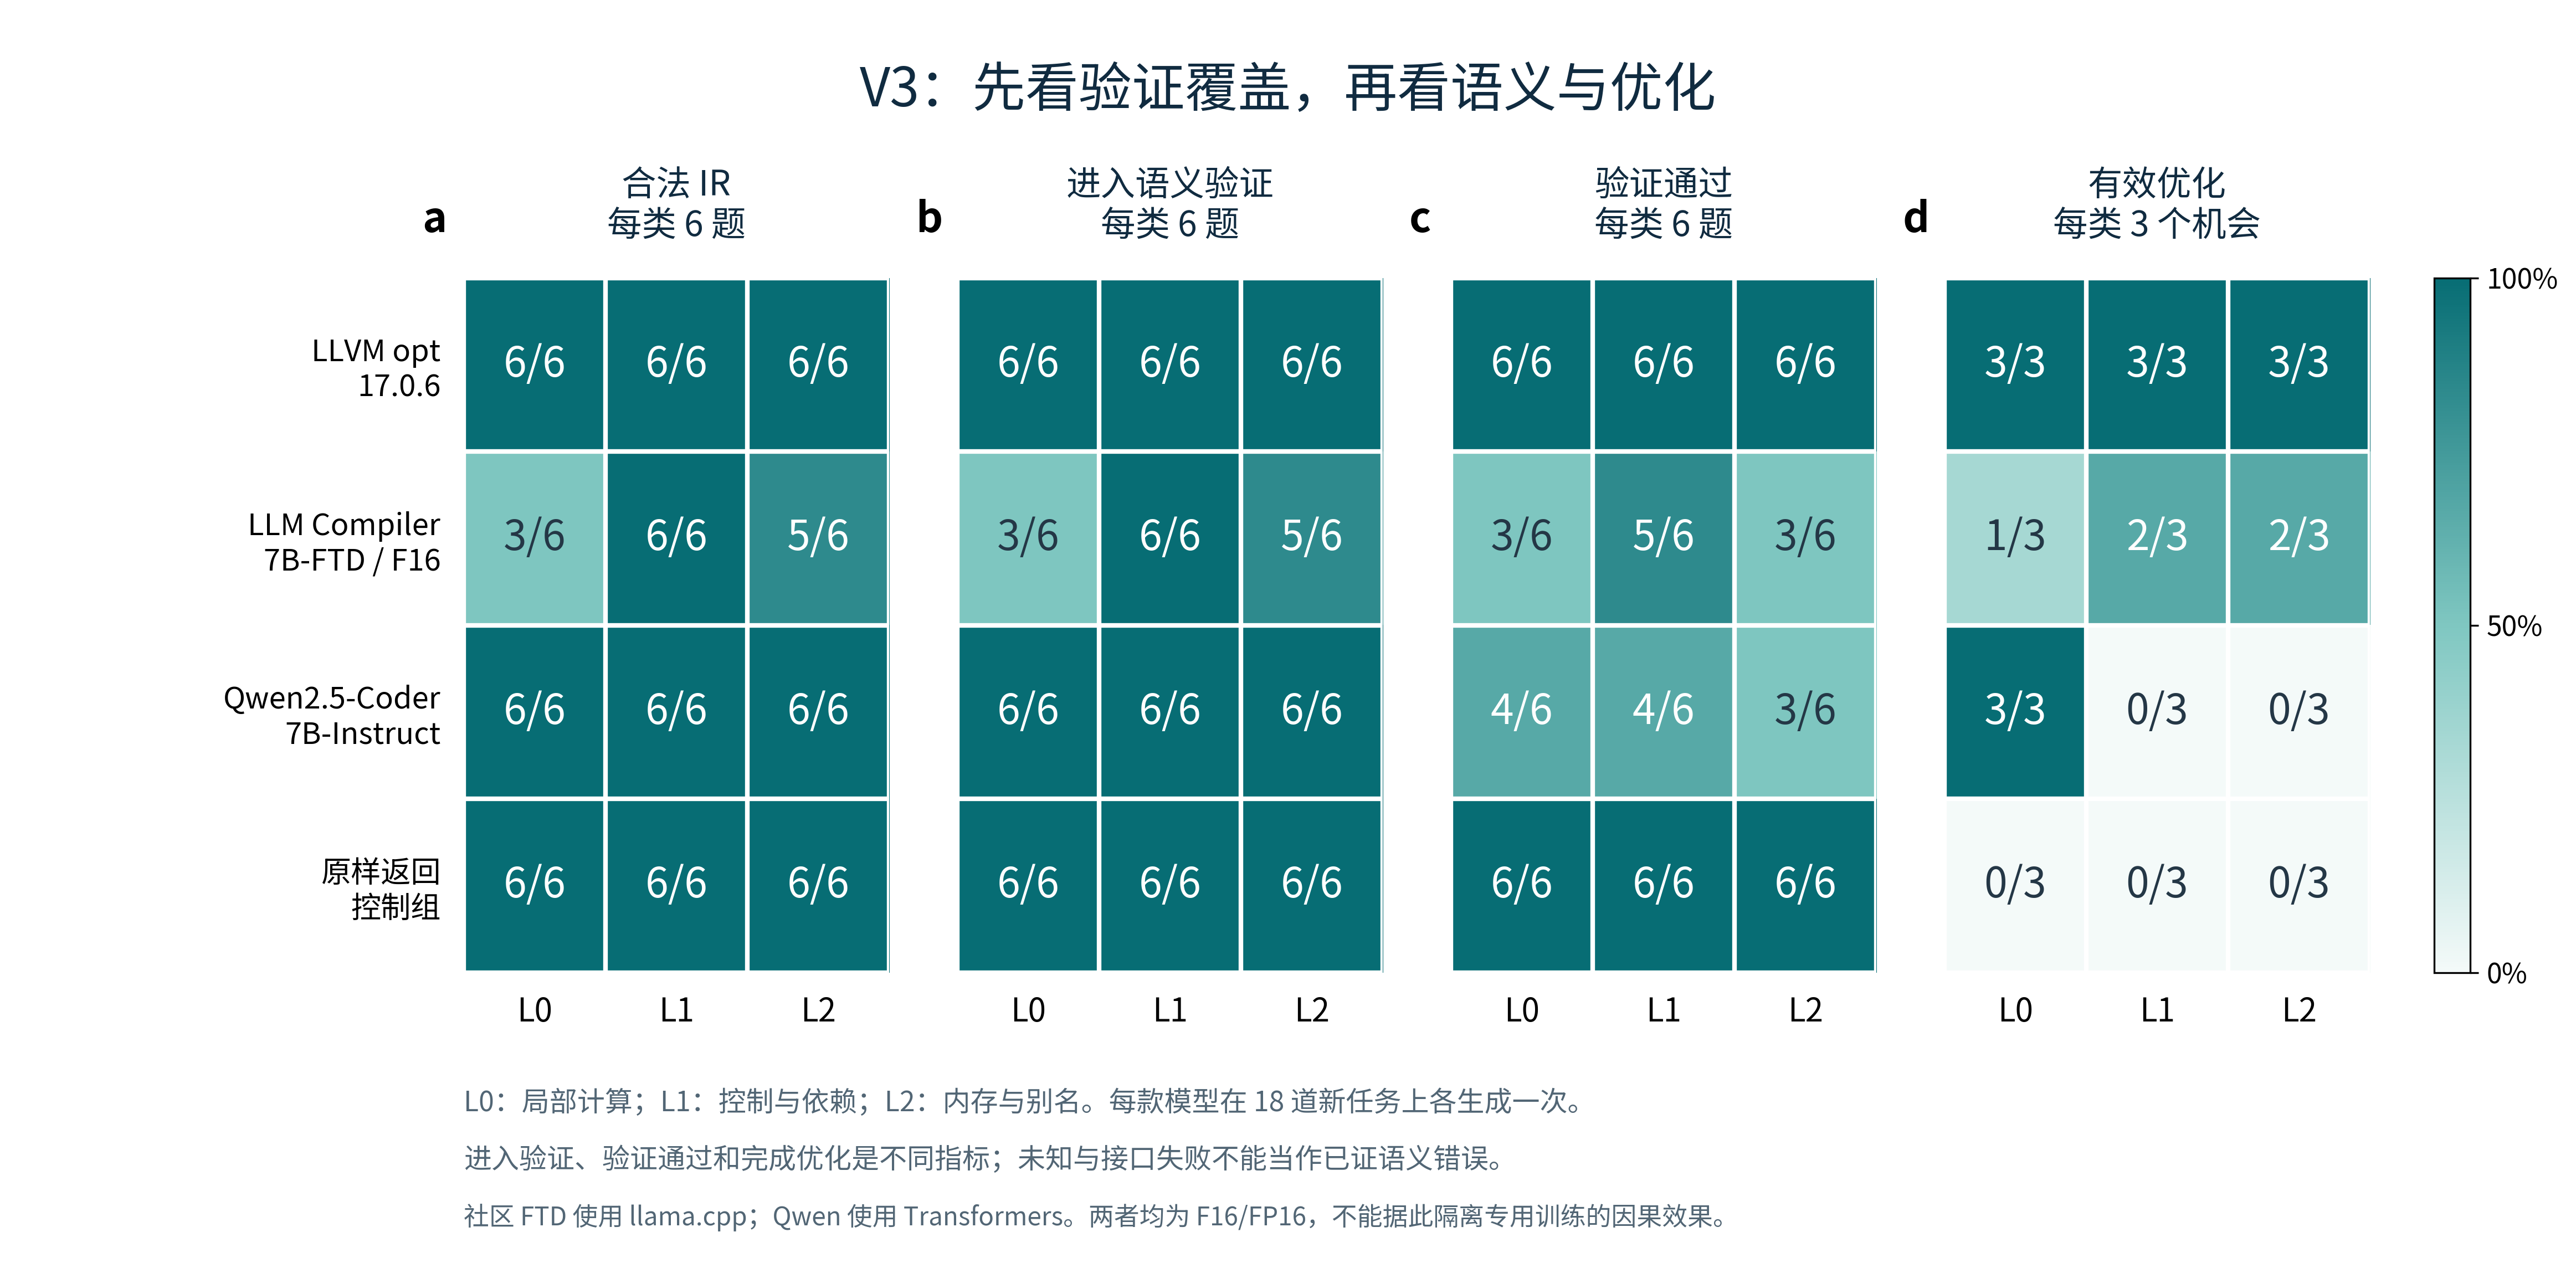 V3：先看验证覆盖，再看语义与优化
a
合法 IR
每类 6 题
b
进入语义验证
每类 6 题
c
验证通过
每类 6 题
d
有效优化
每类 3 个机会
LLVM opt
17.0.6
6/6 6/6 6/6 6/6 6/6 6/6 6/6 6/6 6/6 3/3 3/3 3/3
LLM Compiler
7B-FTD / F16
3/6 6/6 5/6 3/6 6/6 5/6 3/6 5/6 3/6 1/3 2/3 2/3
Qwen2.5-Coder
7B-Instruct
6/6 6/6 6/6 6/6 6/6 6/6 4/6 4/6 3/6 3/3 0/3 0/3
原样返回
控制组
6/6 6/6 6/6 6/6 6/6 6/6 6/6 6/6 6/6 0/3 0/3 0/3
L0 L1 L2 L0 L1 L2 L0 L1 L2 L0 L1 L2
100%
50%
0%
L0：局部计算；L1：控制与依赖；L2：内存与别名。每款模型在 18 道新任务上各生成一次。
进入验证、验证通过和完成优化是不同指标；未知与接口失败不能当作已证语义错误。
社区 FTD 使用 llama.cpp；Qwen 使用 Transformers。两者均为 F16/FP16，不能据此隔离专用训练的因果效果。